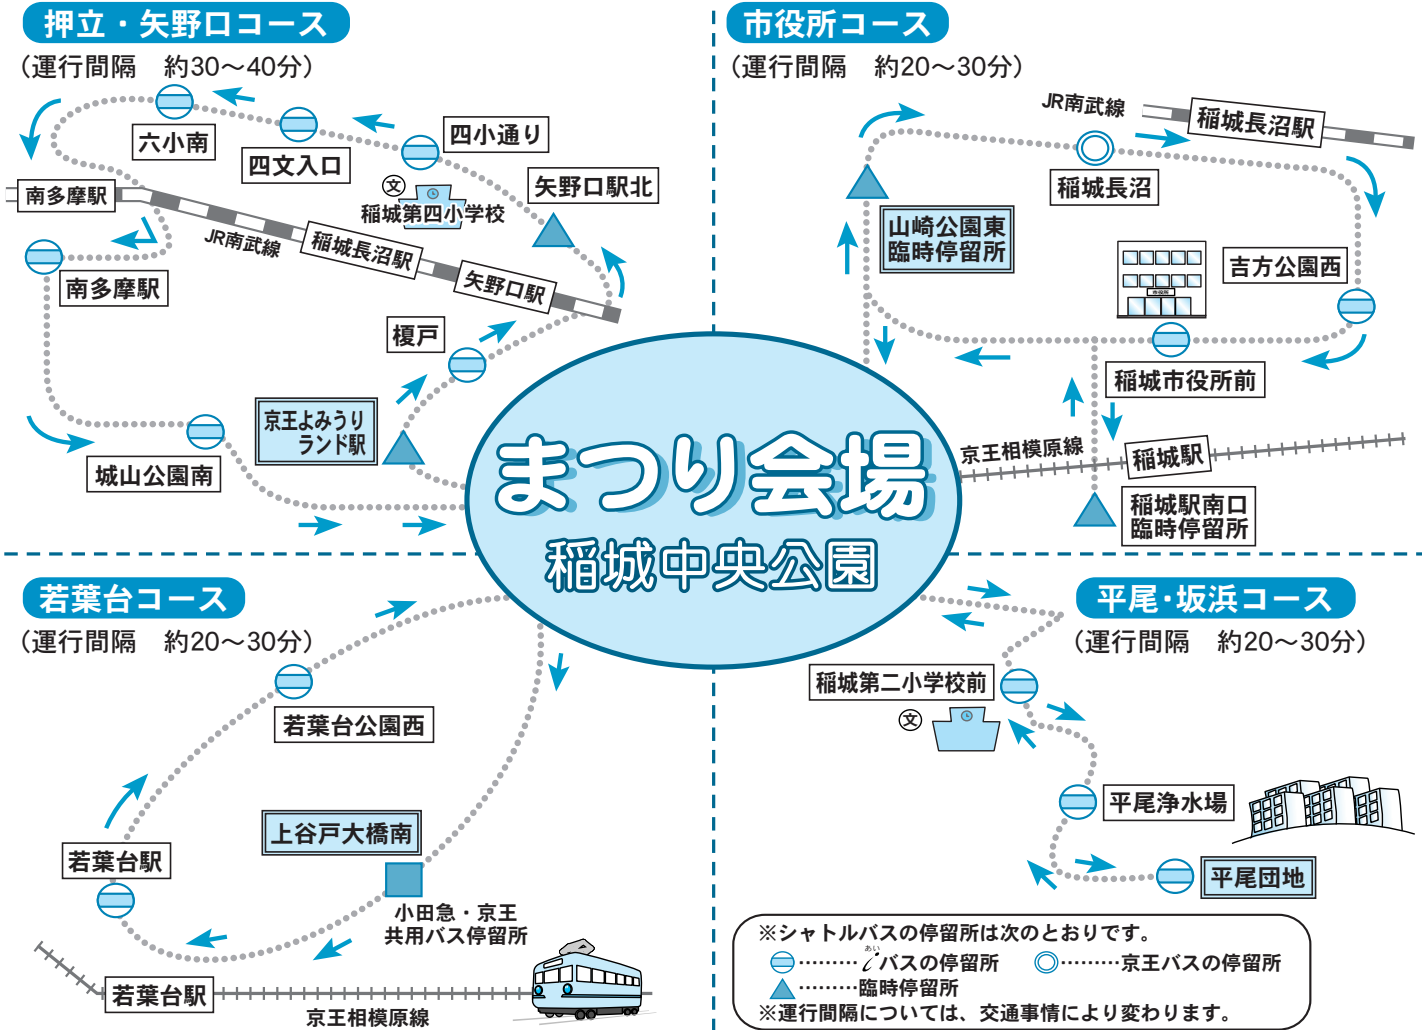 押立・矢野口コース
（運行間隔　約30～40分）
六小南
四文入口
四小通り
矢野口駅北
文
稲城第四小学校
南多摩駅
JR南武線
稲城長沼駅
矢野口駅
南多摩駅
榎戸
京王よみうり
ランド駅
城山公園南
市役所コース
（運行間隔　約20～30分）
JR南武線
稲城長沼駅
稲城長沼
山崎公園東
臨時停留所
吉方公園西
市役所
稲城市役所前
京王相模原線
稲城駅
稲城駅南口
臨時停留所
まつり会場
稲城中央公園
若葉台コース
（運行間隔　約20～30分）
若葉台公園西
上谷戸大橋南
若葉台駅
小田急・京王
共用バス停留所
若葉台駅
京王相模原線
平尾・坂浜コース
（運行間隔　約20～30分）
稲城第二小学校前
文
平尾浄水場
平尾団地
※シャトルバスの停留所は次のとおりです。
あい
………iバスの停留所　………京王バスの停留所
………臨時停留所
※運行間隔については、交通事情により変わります。